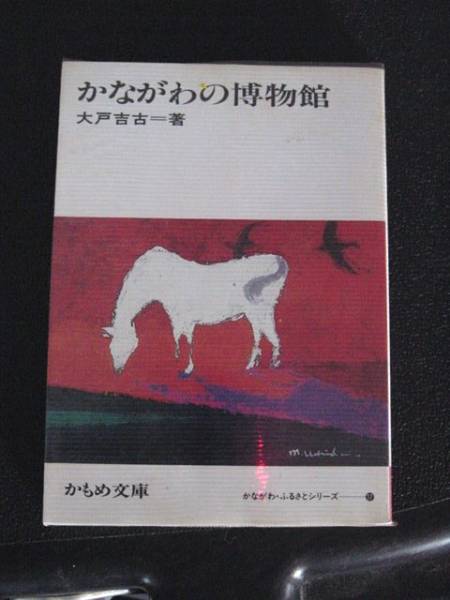 かながわの博物館
大戸吉古＝著
かもめ文庫
かながわ・ふるさとシリーズ――17